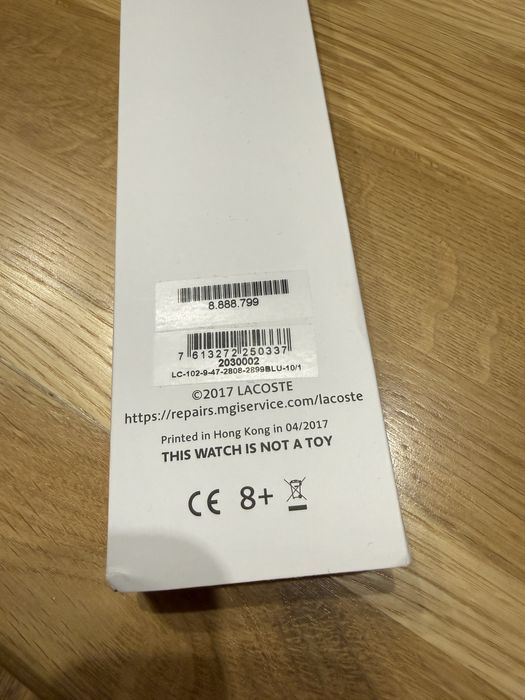 8.888.799
7 613272 250337
2030002
LC-102-9-47-2808-2899BLU-10/1
©2017 LACOSTE
https://repairs.mgiservice.com/lacoste
Printed in Hong Kong in 04/2017
THIS WATCH IS NOT A TOY
CE 8+